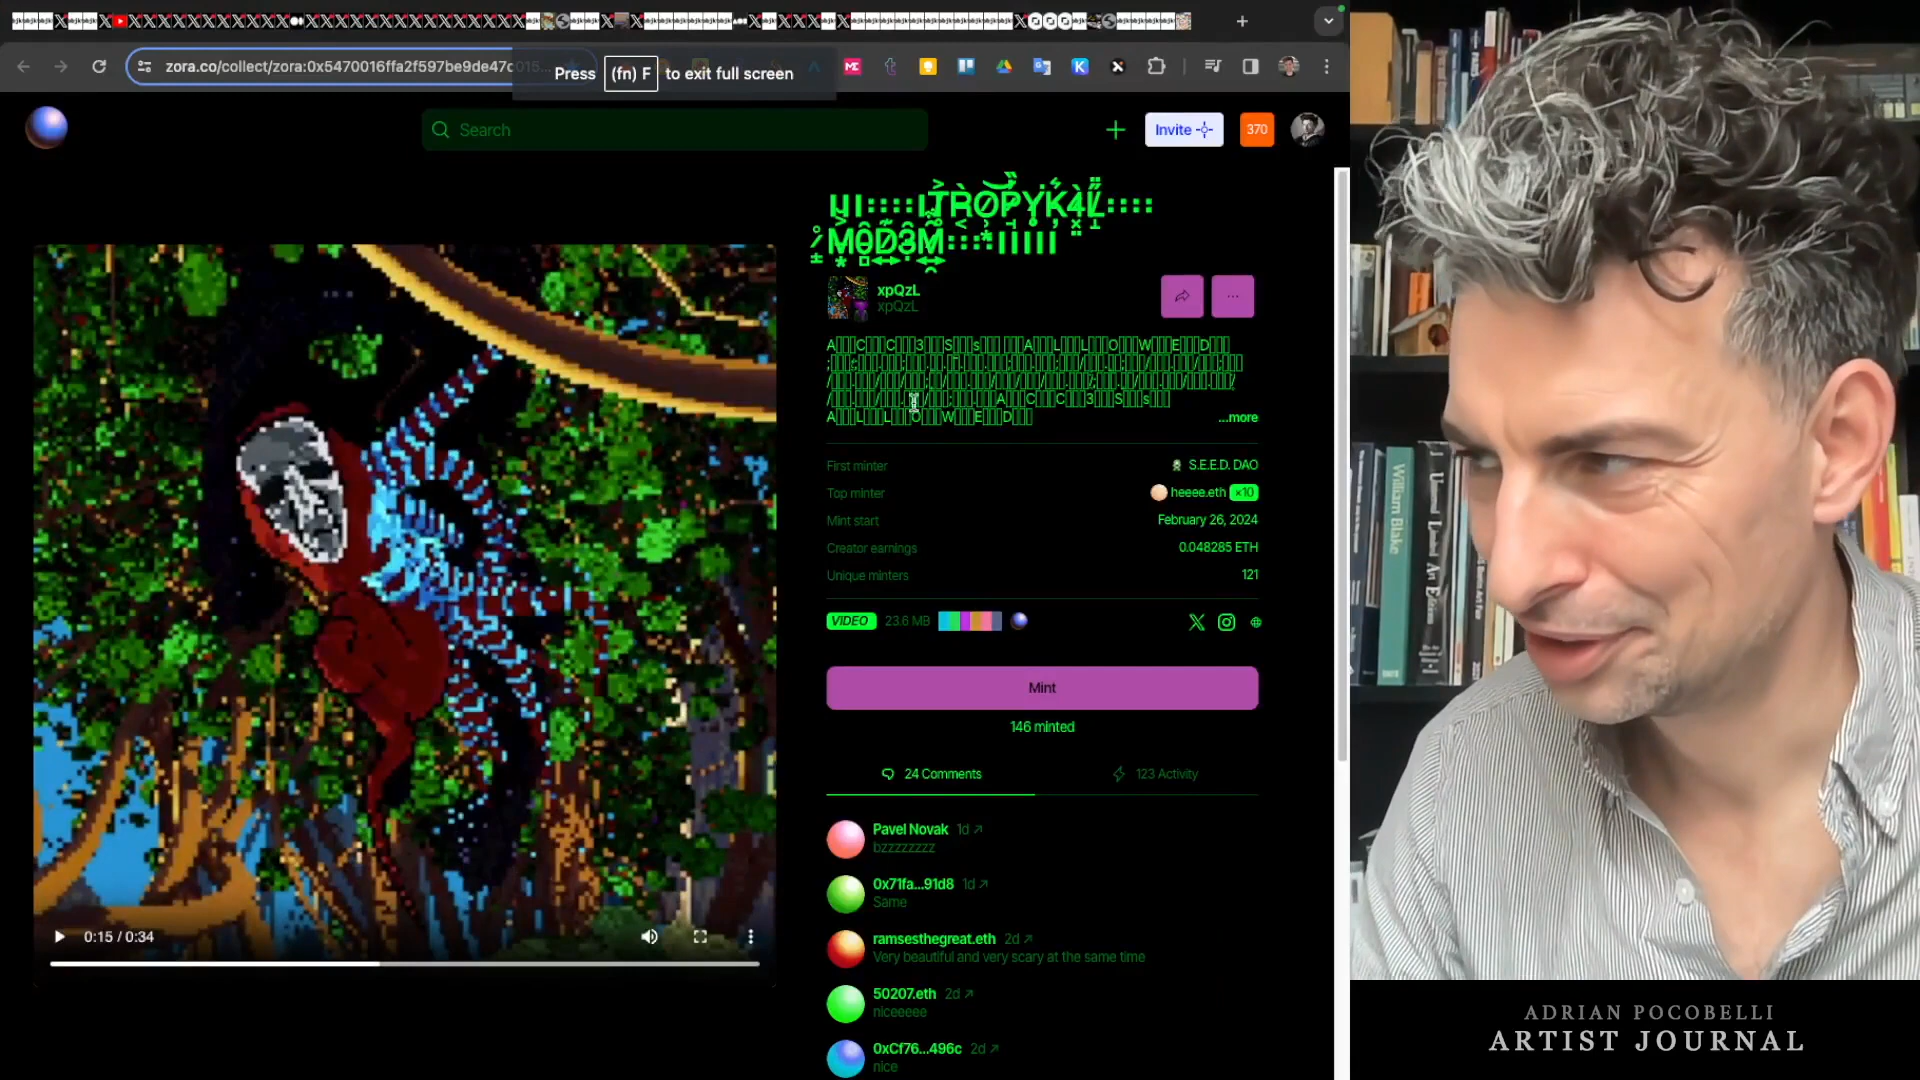 zora.co/collect/zora:0x5470016ffa2f597be9de47c015...
Press (fn) F to exit full screen
Search
Invite
370
xpQzL
xpQzL
...more
First minter
S.E.E.D. DAO
Top minter
heeee.eth ×10
Mint start
February 26, 2024
Creator earnings
0.048285 ETH
Unique minters
121
VIDEO 23.6 MB
Mint
146 minted
24 Comments
123 Activity
Pavel Novak 1d
bzzzzzzzz
0x71fa...91d8 1d
Same
ramsesthegreat.eth 2d
Very beautiful and very scary at the same time
50207.eth 2d
niceeeee
0xCf76...496c 2d
nice
0:15 / 0:34
William Blake
ADRIAN POCOBELLI
ARTIST JOURNAL